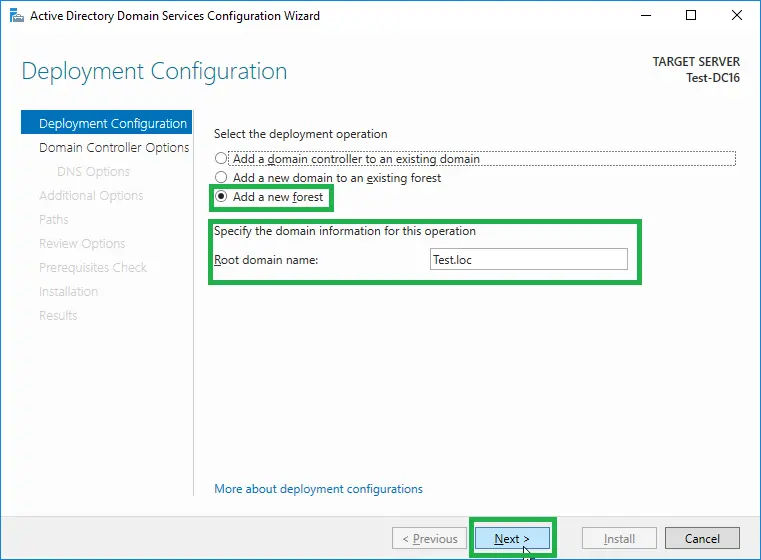 Active Directory Domain Services Configuration Wizard
Deployment Configuration
TARGET SERVER
Test-DC16
Deployment Configuration
Domain Controller Options
DNS Options
Additional Options
Paths
Review Options
Prerequisites Check
Installation
Results
Select the deployment operation
Add a domain controller to an existing domain
Add a new domain to an existing forest
Add a new forest
Specify the domain information for this operation
Root domain name:
Test.loc
More about deployment configurations
< Previous
Next >
Install
Cancel